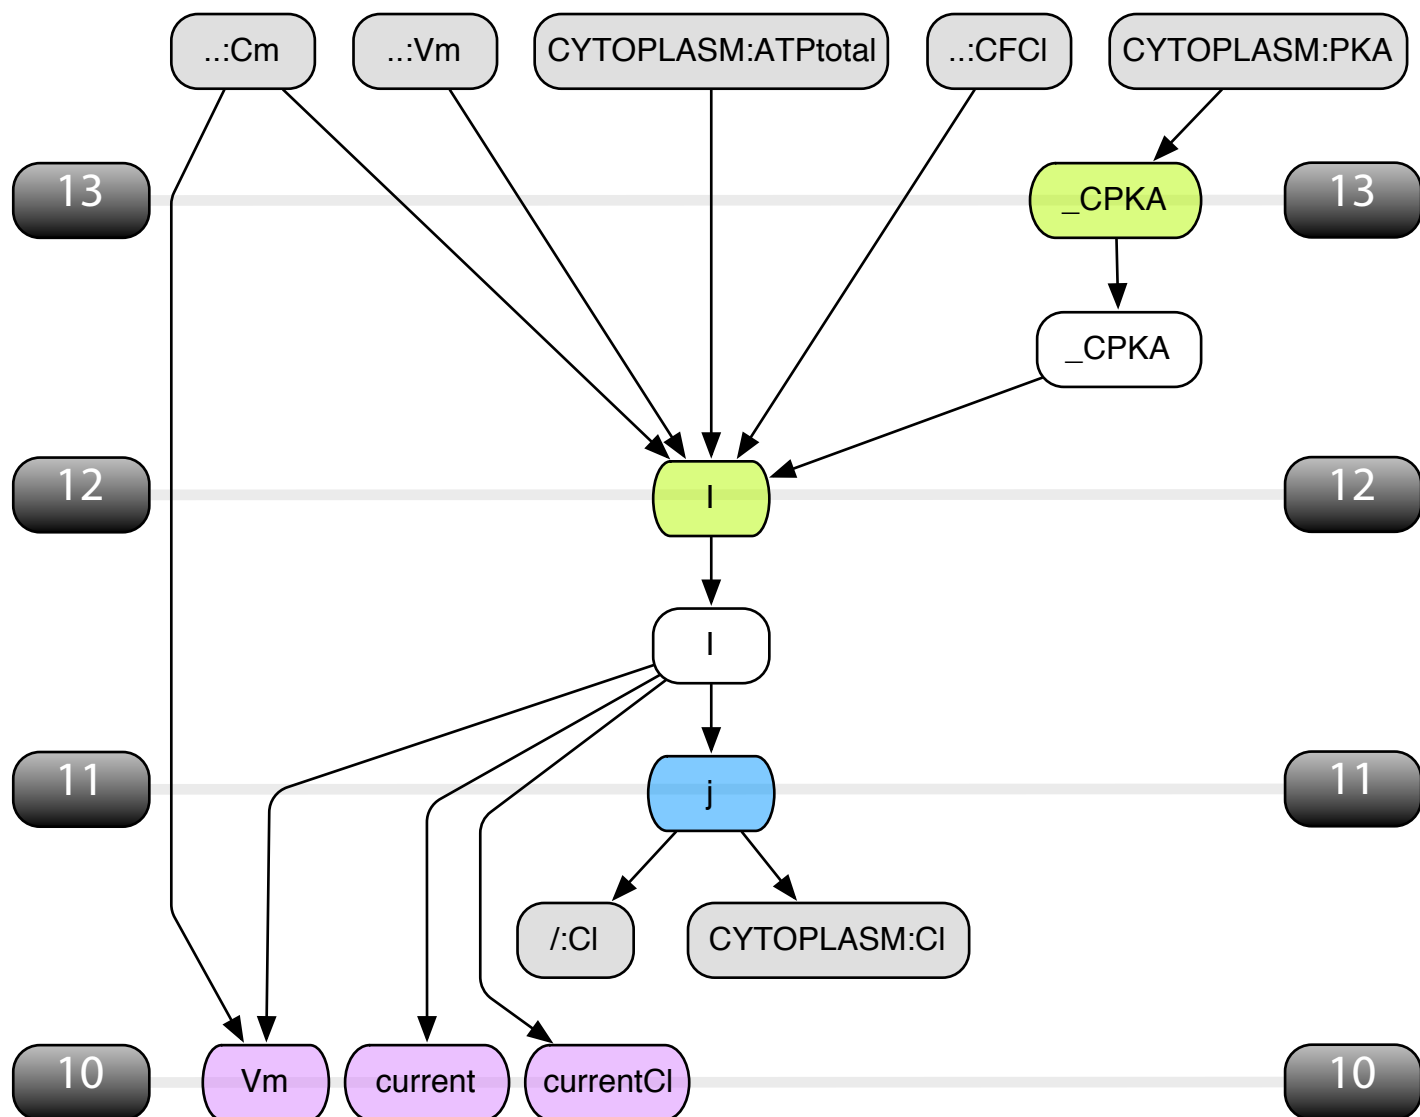 ..:Cm
..:Vm
CYTOPLASM:ATPtotal
..:CFCl
CYTOPLASM:PKA
13
_CPKA
13
_CPKA
12
I
12
I
11
j
11
/:Cl
CYTOPLASM:Cl
10
Vm
current
currentCl
10